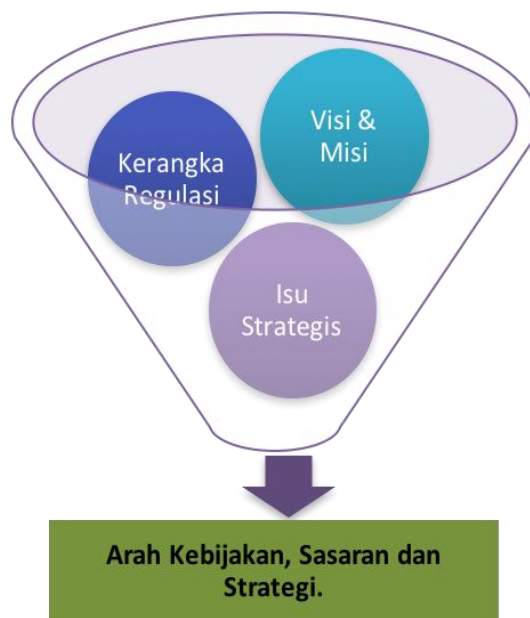 Visi &
Misi
Kerangka
Regulasi
Isu
Strategis
Arah Kebijakan, Sasaran dan
Strategi.